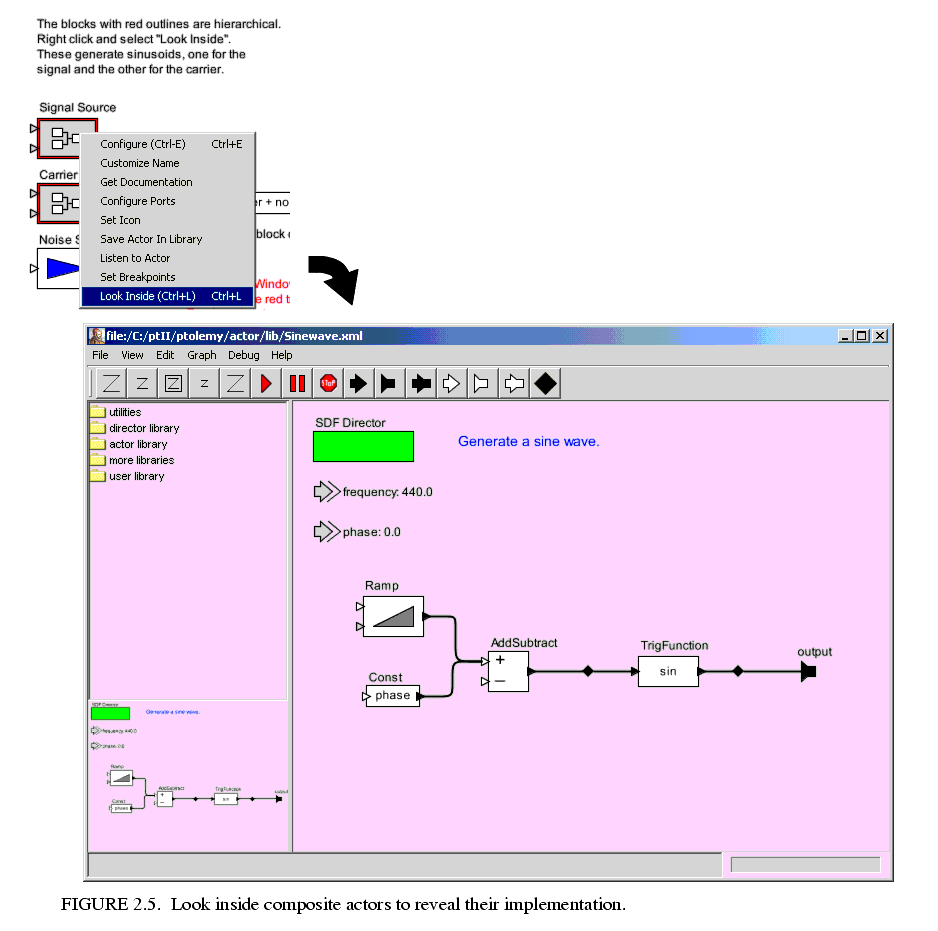 The blocks with red outlines are hierarchical.
Right click and select "Look Inside".
These generate sinusoids, one for the
signal and the other for the carrier.
Signal Source
Carrier
Noise S
Configure (Ctrl-E) Ctrl+E
Customize Name
Get Documentation
Configure Ports
Set Icon
Save Actor In Library
Listen to Actor
Set Breakpoints
Look Inside (Ctrl+L) Ctrl+L
er + no
block
Windo
e red t
file:/C:/ptII/ptolemy/actor/lib/Sinewave.xml
File View Edit Graph Debug Help
STOP
utilities
director library
actor library
more libraries
user library
SDF Director
Generate a sine wave.
frequency: 440.0
phase: 0.0
Ramp
AddSubtract
+
−
TrigFunction
sin
output
Const
phase
SDF Director
Generate a sine wave.
frequency: 440.0
phase: 0.0
Ramp
AddSubtract
+
−
TrigFunction
sin
output
Const
phase
FIGURE 2.5. Look inside composite actors to reveal their implementation.